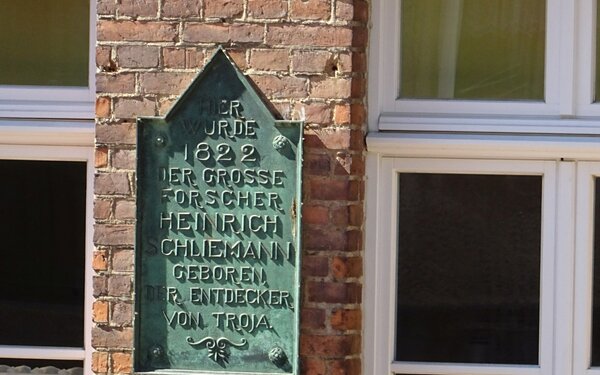 HIER
WURDE
1822
DER GROSSE
FORSCHER
HEINRICH
SCHLIEMANN
GEBOREN,
DER ENTDECKER
VON TROJA.